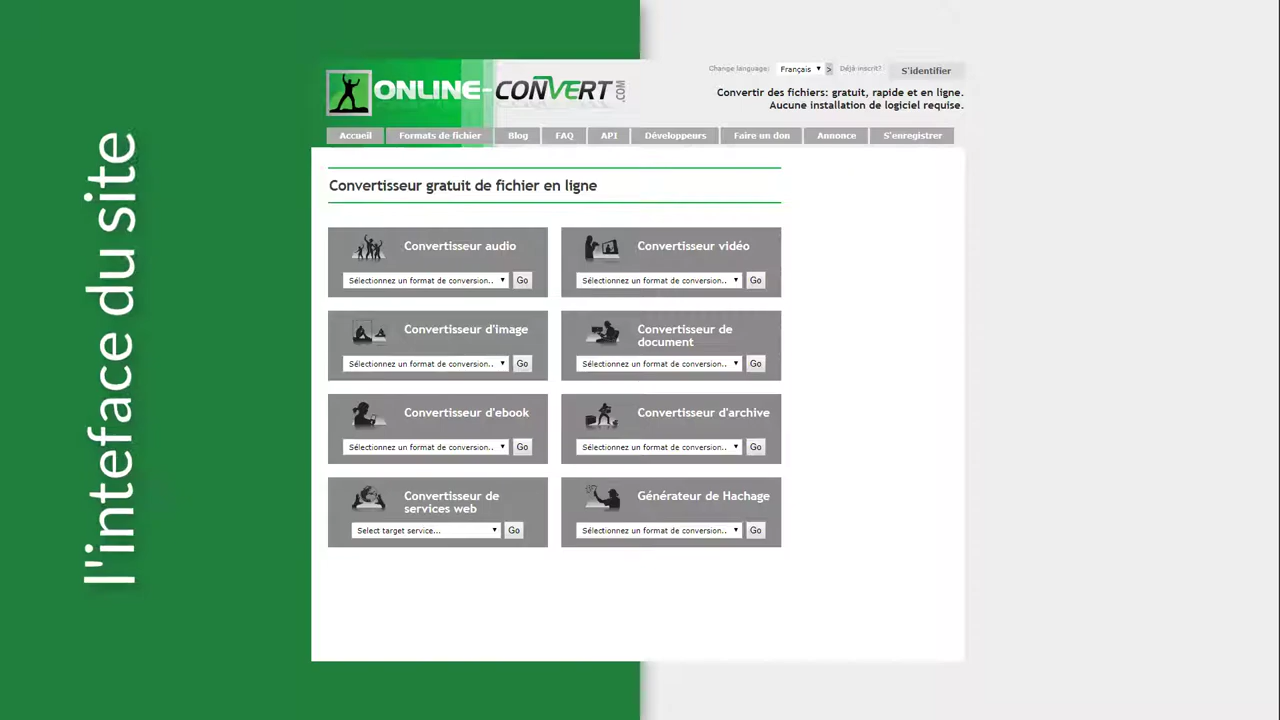 l'inteface du site
ONLINE-CONVERT.COM
Change language: Français > Déjà inscrit? S'identifier
Convertir des fichiers: gratuit, rapide et en ligne.
Aucune installation de logiciel requise.
Accueil Formats de fichier Blog FAQ API Développeurs Faire un don Annonce S'enregistrer
Convertisseur gratuit de fichier en ligne
Convertisseur audio
Sélectionnez un format de conversion.. Go
Convertisseur vidéo
Sélectionnez un format de conversion.. Go
Convertisseur d'image
Sélectionnez un format de conversion.. Go
Convertisseur de
document
Sélectionnez un format de conversion.. Go
Convertisseur d'ebook
Sélectionnez un format de conversion.. Go
Convertisseur d'archive
Sélectionnez un format de conversion.. Go
Convertisseur de
services web
Select target service... Go
Générateur de Hachage
Sélectionnez un format de conversion.. Go